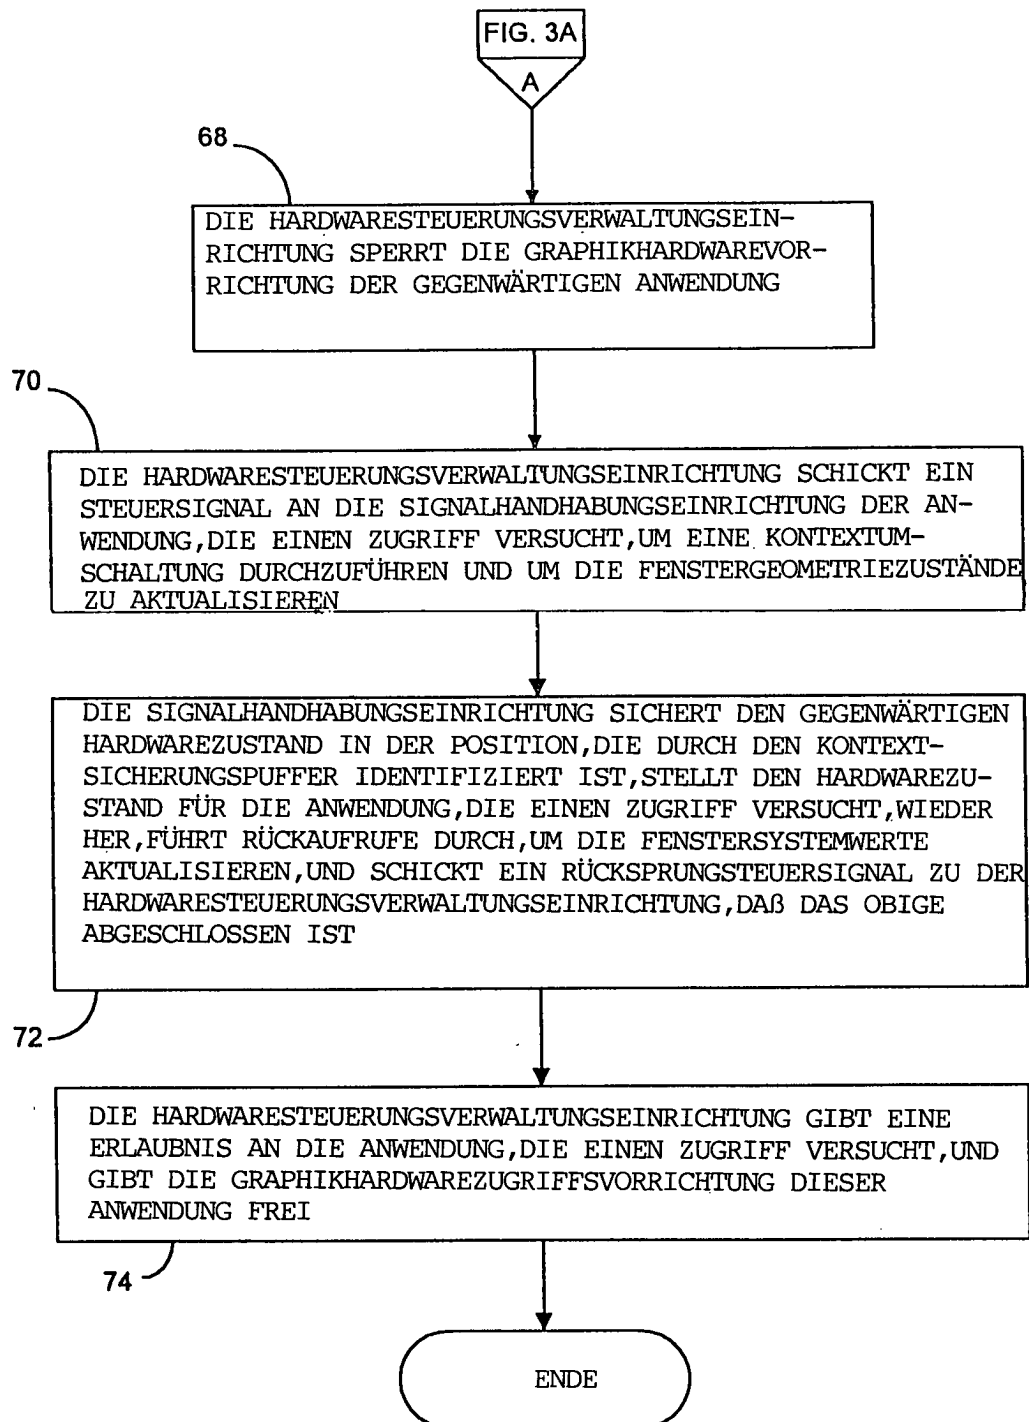 FIG. 3A
A
68
DIE HARDWARESTEUERUNGSVERWALTUNGSEIN-
RICHTUNG SPERRT DIE GRAPHIKHARDWAREVOR-
RICHTUNG DER GEGENWÄRTIGEN ANWENDUNG
70
DIE HARDWARESTEUERUNGSVERWALTUNGSEINRICHTUNG SCHICKT EIN
STEUERSIGNAL AN DIE SIGNALHANDHABUNGSEINRICHTUNG DER AN-
WENDUNG,DIE EINEN ZUGRIFF VERSUCHT,UM EINE KONTEXTUM-
SCHALTUNG DURCHZUFÜHREN UND UM DIE FENSTERGEOMETRIEZUSTÄNDE
ZU AKTUALISIEREN
DIE SIGNALHANDHABUNGSEINRICHTUNG SICHERT DEN GEGENWÄRTIGEN
HARDWAREZUSTAND IN DER POSITION,DIE DURCH DEN KONTEXT-
SICHERUNGSPUFFER IDENTIFIZIERT IST,STELLT DEN HARDWAREZU-
STAND FÜR DIE ANWENDUNG,DIE EINEN ZUGRIFF VERSUCHT,WIEDER
HER,FÜHRT RÜCKAUFRUFE DURCH,UM DIE FENSTERSYSTEMWERTE
AKTUALISIEREN,UND SCHICKT EIN RÜCKSPRUNGSTEUERSIGNAL ZU DER
HARDWARESTEUERUNGSVERWALTUNGSEINRICHTUNG,DAß DAS OBIGE
ABGESCHLOSSEN IST
72
DIE HARDWARESTEUERUNGSVERWALTUNGSEINRICHTUNG GIBT EINE
ERLAUBNIS AN DIE ANWENDUNG,DIE EINEN ZUGRIFF VERSUCHT,UND
GIBT DIE GRAPHIKHARDWAREZUGRIFFSVORRICHTUNG DIESER
ANWENDUNG FREI
74
ENDE